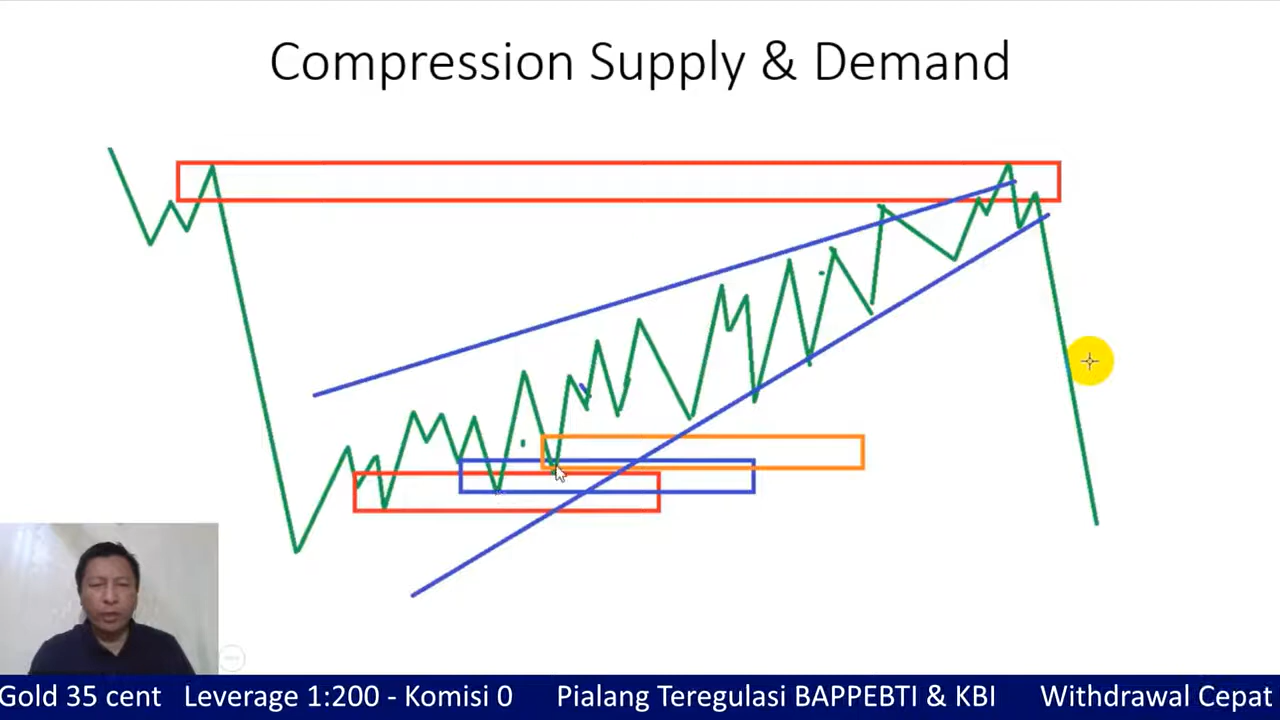 Compression Supply & Demand
Gold 35 cent Leverage 1:200 - Komisi 0 Pialang Teregulasi BAPPEBTI & KBI Withdrawal Cepat